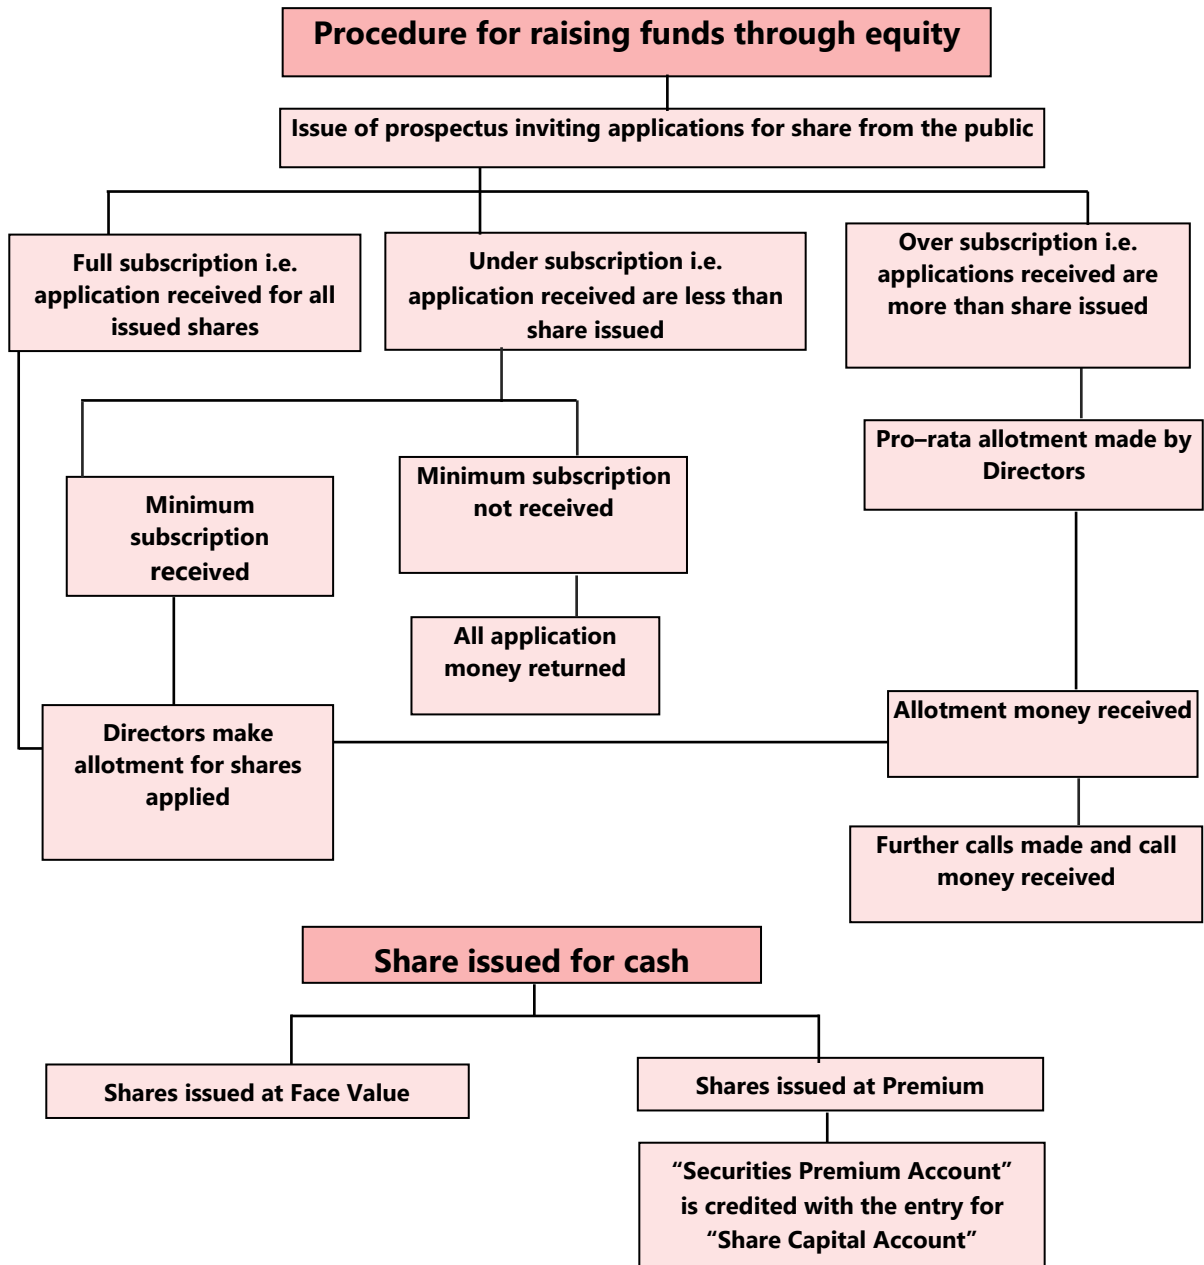 Procedure for raising funds through equity
Issue of prospectus inviting applications for share from the public
Full subscription i.e.
application received for all
issued shares
Under subscription i.e.
application received are less than
share issued
Over subscription i.e.
applications received are
more than share issued
Pro–rata allotment made by
Directors
Minimum subscription
not received
Minimum
subscription
received
All application
money returned
Allotment money received
Directors make
allotment for shares
applied
Further calls made and call
money received
Share issued for cash
Shares issued at Face Value
Shares issued at Premium
“Securities Premium Account”
is credited with the entry for
“Share Capital Account”